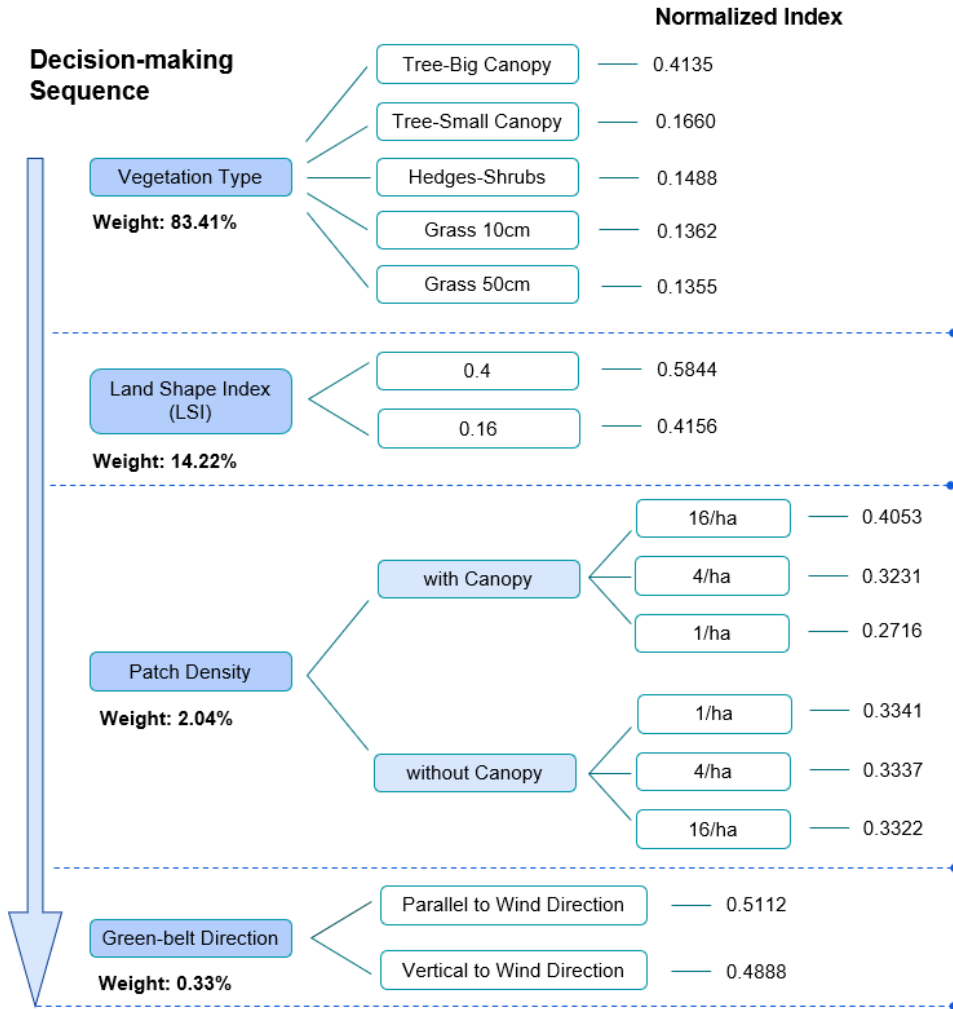 Normalized Index
Decision-making
Sequence
Tree-Big Canopy 0.4135
Tree-Small Canopy 0.1660
Vegetation Type
Hedges-Shrubs 0.1488
Weight: 83.41%
Grass 10cm 0.1362
Grass 50cm 0.1355
Land Shape Index
(LSI)
0.4 0.5844
0.16 0.4156
Weight: 14.22%
Patch Density
Weight: 2.04%
with Canopy
16/ha 0.4053
4/ha 0.3231
1/ha 0.2716
without Canopy
1/ha 0.3341
4/ha 0.3337
16/ha 0.3322
Green-belt Direction
Weight: 0.33%
Parallel to Wind Direction 0.5112
Vertical to Wind Direction 0.4888